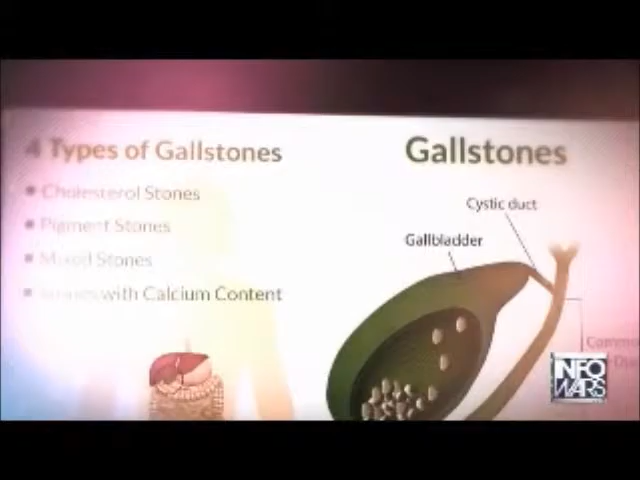 4 Types of Gallstones
Cholesterol Stones
Pigment Stones
Mixed Stones
with Calcium Content
Gallstones
Cystic duct
Gallbladder
INFO
WARS